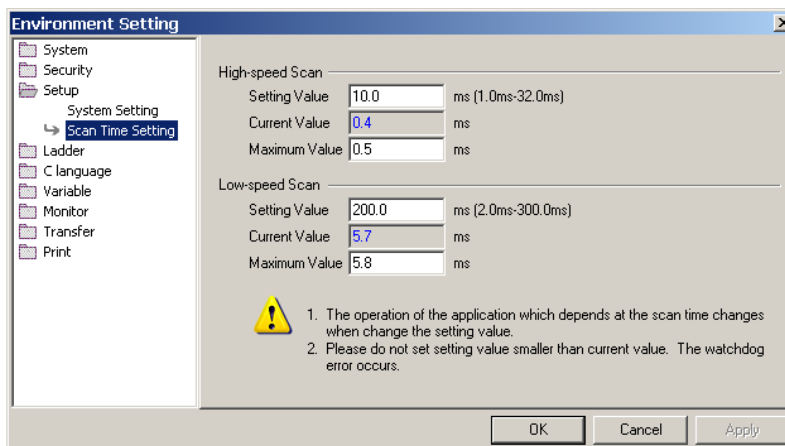 Environment Setting
System
Security
Setup
System Setting
Scan Time Setting
Ladder
C language
Variable
Monitor
Transfer
Print
High-speed Scan
Setting Value 10.0 ms (1.0ms-32.0ms)
Current Value 0.4 ms
Maximum Value 0.5 ms
Low-speed Scan
Setting Value 200.0 ms (2.0ms-300.0ms)
Current Value 5.7 ms
Maximum Value 5.8 ms
1. The operation of the application which depends at the scan time changes
when change the setting value.
2. Please do not set setting value smaller than current value. The watchdog
error occurs.
OK Cancel Apply